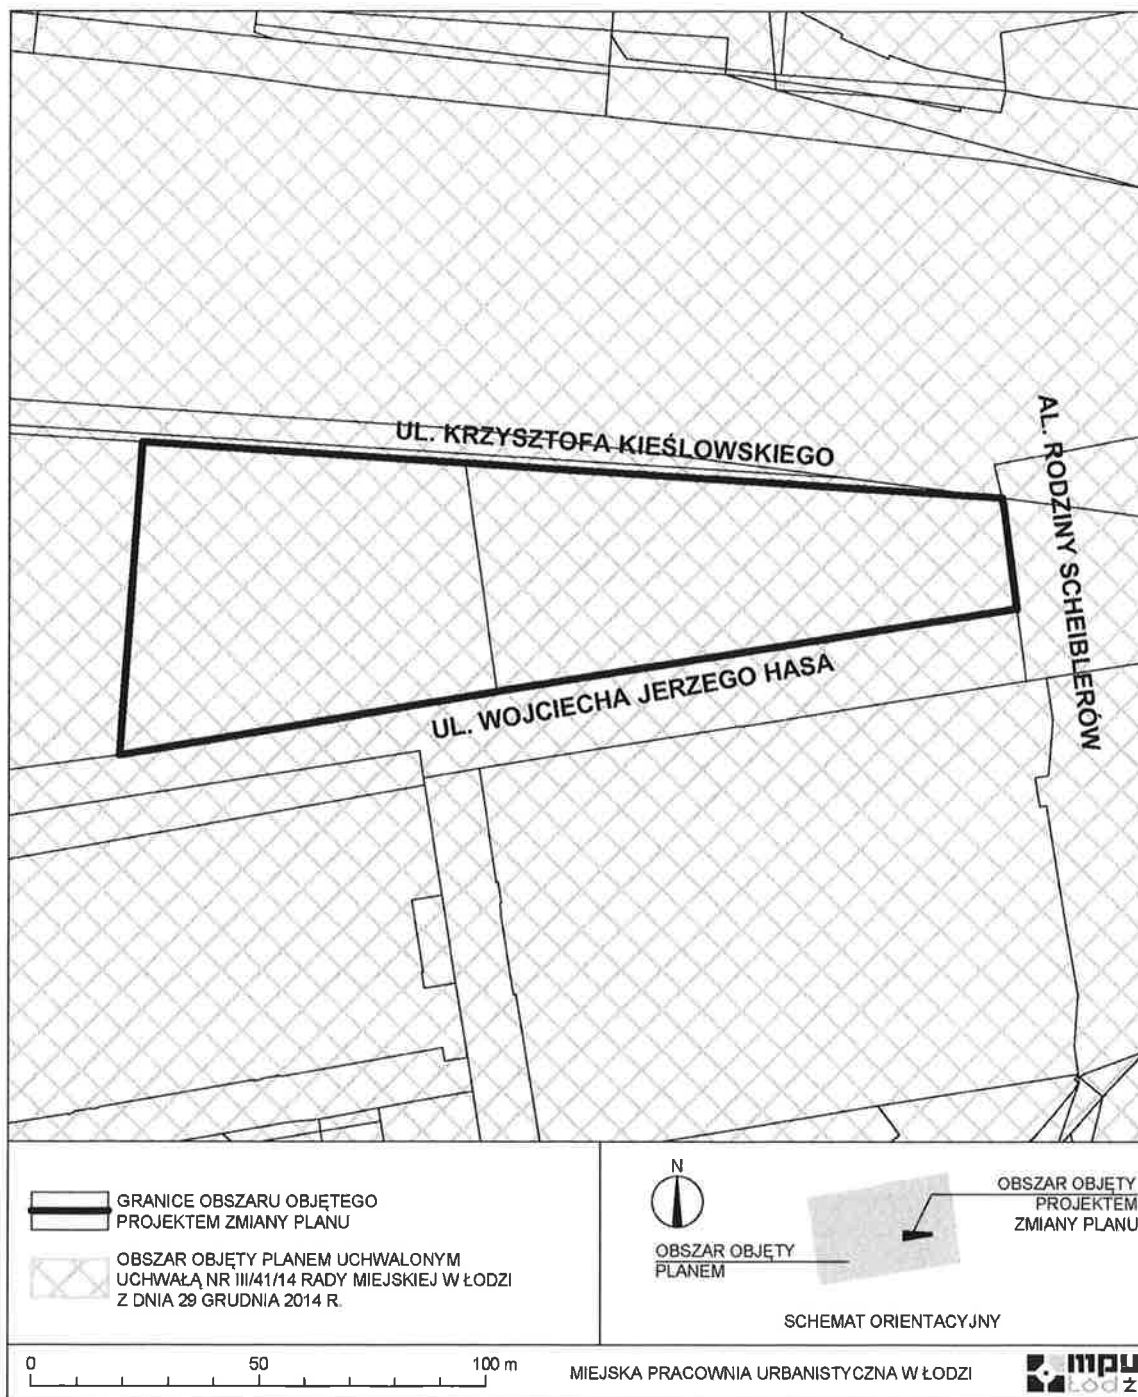 UL. KRZYSZTOFA KIEŚLOWSKIEGO
AL. RODZINY SCHEIBLERÓW
UL. WOJCIECHA JERZEGO HASA
GRANICE OBSZARU OBJĘTEGO
PROJEKTEM ZMIANY PLANU
OBSZAR OBJĘTY PLANEM UCHWALONYM
UCHWAŁĄ NR III/41/14 RADY MIEJSKIEJ W ŁODZI
Z DNIA 29 GRUDNIA 2014 R.
N
OBSZAR OBJĘTY
PLANEM
OBSZAR OBJĘTY
PROJEKTEM
ZMIANY PLANU
SCHEMAT ORIENTACYJNY
0 50 100 m
MIEJSKA PRACOWNIA URBANISTYCZNA W ŁODZI
mpu